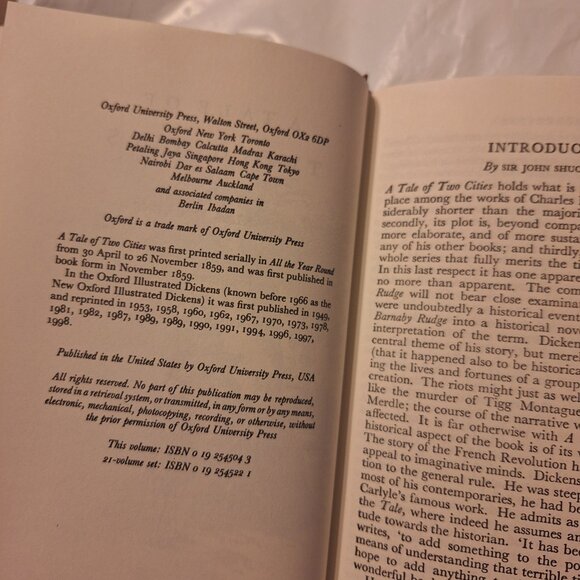 Oxford University Press, Walton Street, Oxford OX2 6DP
Oxford New York Toronto
Delhi Bombay Calcutta Madras Karachi
Petaling Jaya Singapore Hong Kong Tokyo
Nairobi Dar es Salaam Cape Town
Melbourne Auckland
and associated companies in
Berlin Ibadan
Oxford is a trade mark of Oxford University Press
A Tale of Two Cities was first printed serially in All the Year Round
from 30 April to 26 November 1859, and was first published in
book form in November 1859.
In the Oxford Illustrated Dickens (known before 1966 as the
New Oxford Illustrated Dickens) it was first published in 1949,
and reprinted in 1953, 1958, 1960, 1962, 1967, 1970, 1973, 1978,
1981, 1982, 1987, 1989, 1989, 1990, 1991, 1994, 1996, 1997,
1998.
Published in the United States by Oxford University Press, USA
All rights reserved. No part of this publication may be reproduced,
stored in a retrieval system, or transmitted, in any form or by any means,
electronic, mechanical, photocopying, recording, or otherwise, without
the prior permission of Oxford University Press
This volume: ISBN 0 19 254504 3
21-volume set: ISBN 0 19 254522 1
INTRODUC
By SIR JOHN SHUC
A Tale of Two Cities holds what is
place among the works of Charles
siderably shorter than the major
secondly, its plot is, beyond compa
more elaborate, and of more susta
any of his other books; and thirdly,
whole series that fully merits the t
In this last respect it has one appare
no more than apparent. The com
Rudge will not bear close examina
were undoubtedly a historical event
Barnaby Rudge into a historical nov
interpretation of the term. Dicken
central theme of his story, but mere
(that it happened also to be historica
ing the lives and fortunes of a group
The riots might just as well
like the murder of Tigg Montague
Merdle; the course of the narrative w
affected. It is far otherwise with A
historical aspect of the book is of its v
The story of the French Revolution h
appeal to imaginative minds. Dickens
tion to the general rule. He was steep
most of his contemporaries, he had be
Carlyle's famous work. He admits as
the Tale, where indeed he assumes an
tude towards the historian. 'It has been
writes, 'to add something to the po
means of understanding that terrible
hope to add anything
wonderful b